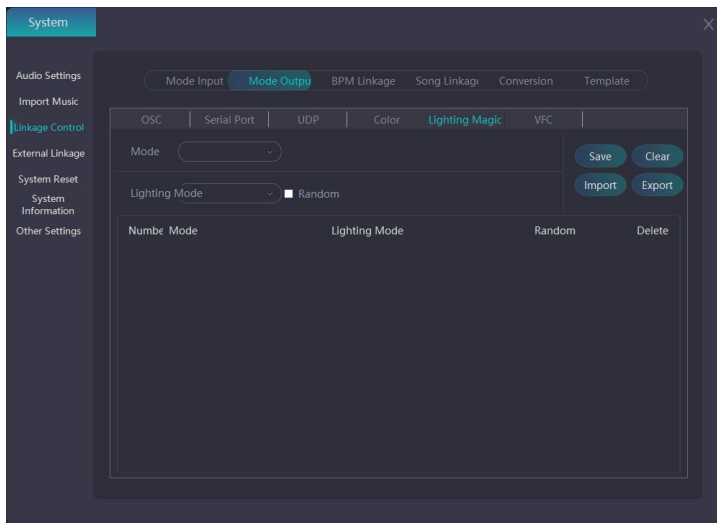 System
X
Audio Settings
Import Music
Linkage Control
External Linkage
System Reset
System
Information
Other Settings
Mode Input Mode Outpu BPM Linkage Song Linkage Conversion Template
OSC Serial Port UDP Color Lighting Magic VFC
Mode
Save Clear
Lighting Mode Random
Import Export
Numbe Mode Lighting Mode Random Delete